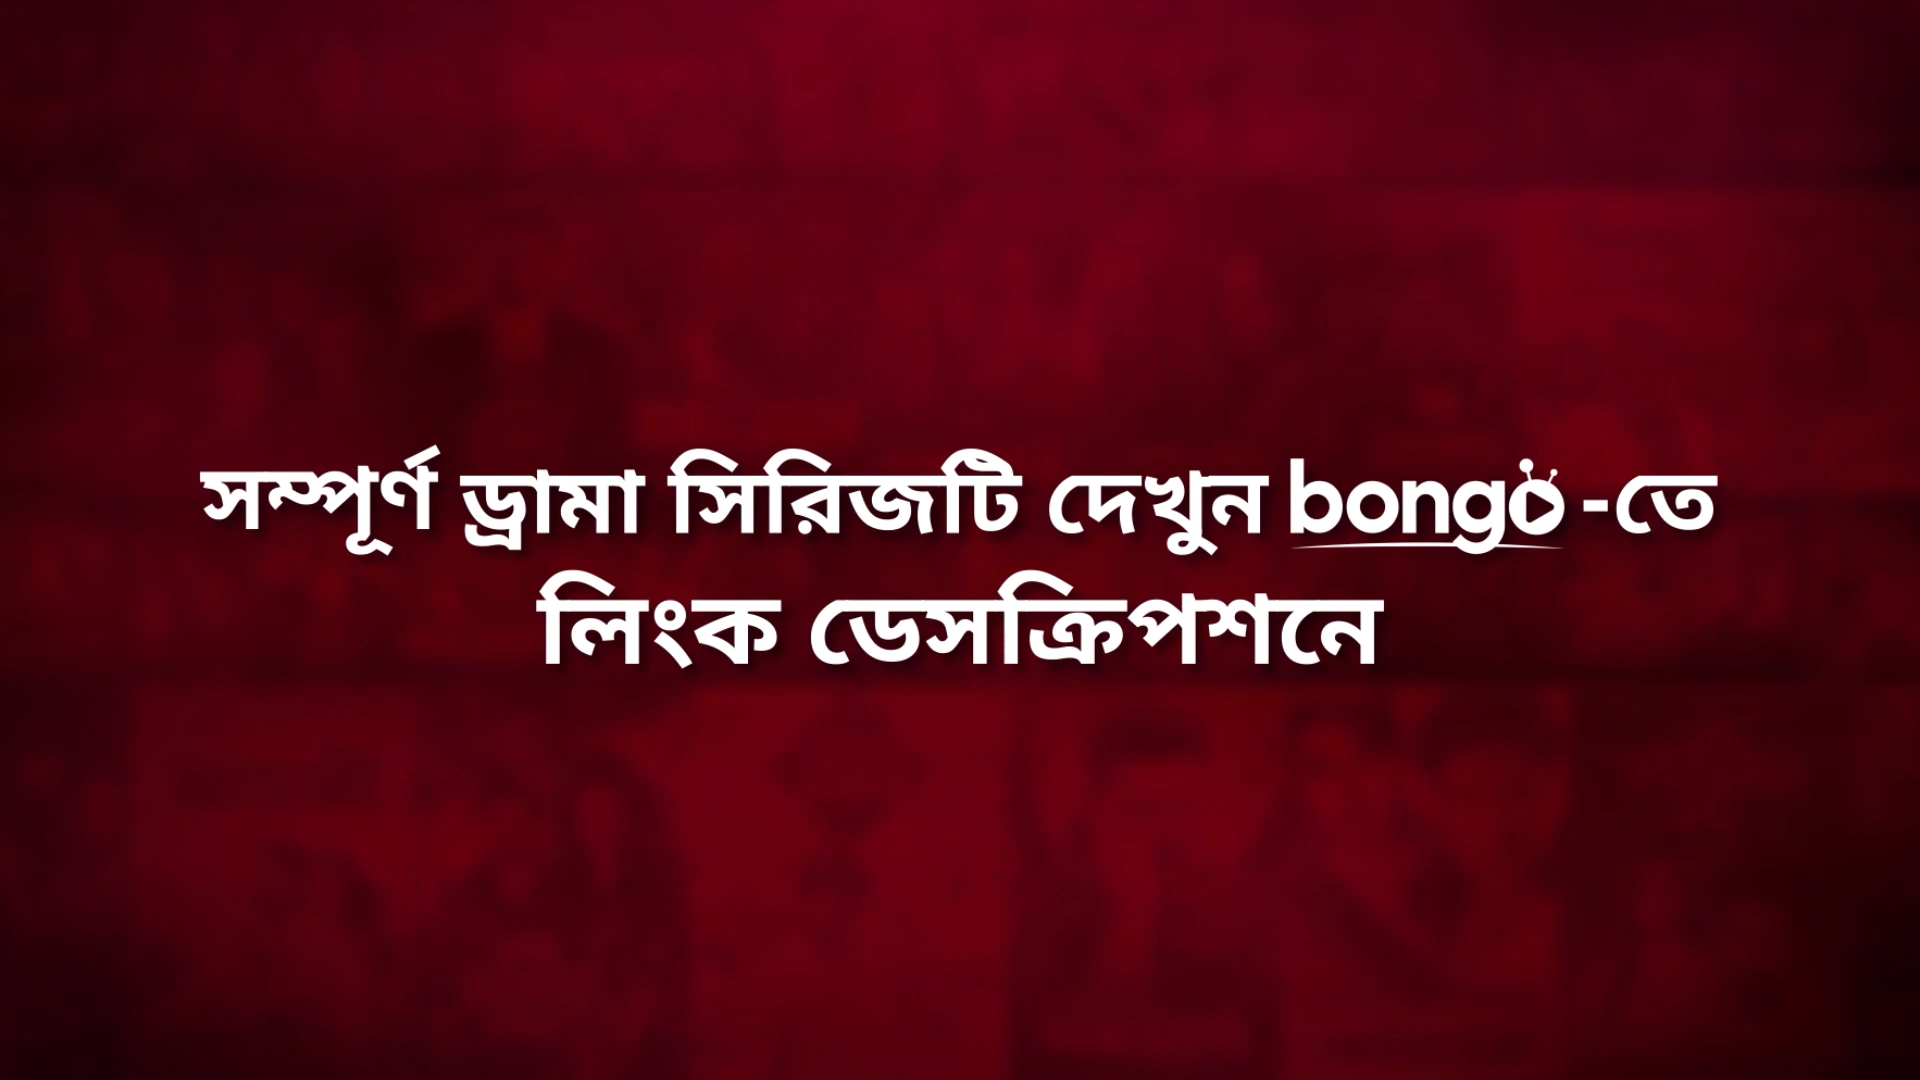 সম্পূর্ণ ড্রামা সিরিজটি দেখুন bongo -তে
লিংক ডেসক্রিপশনে